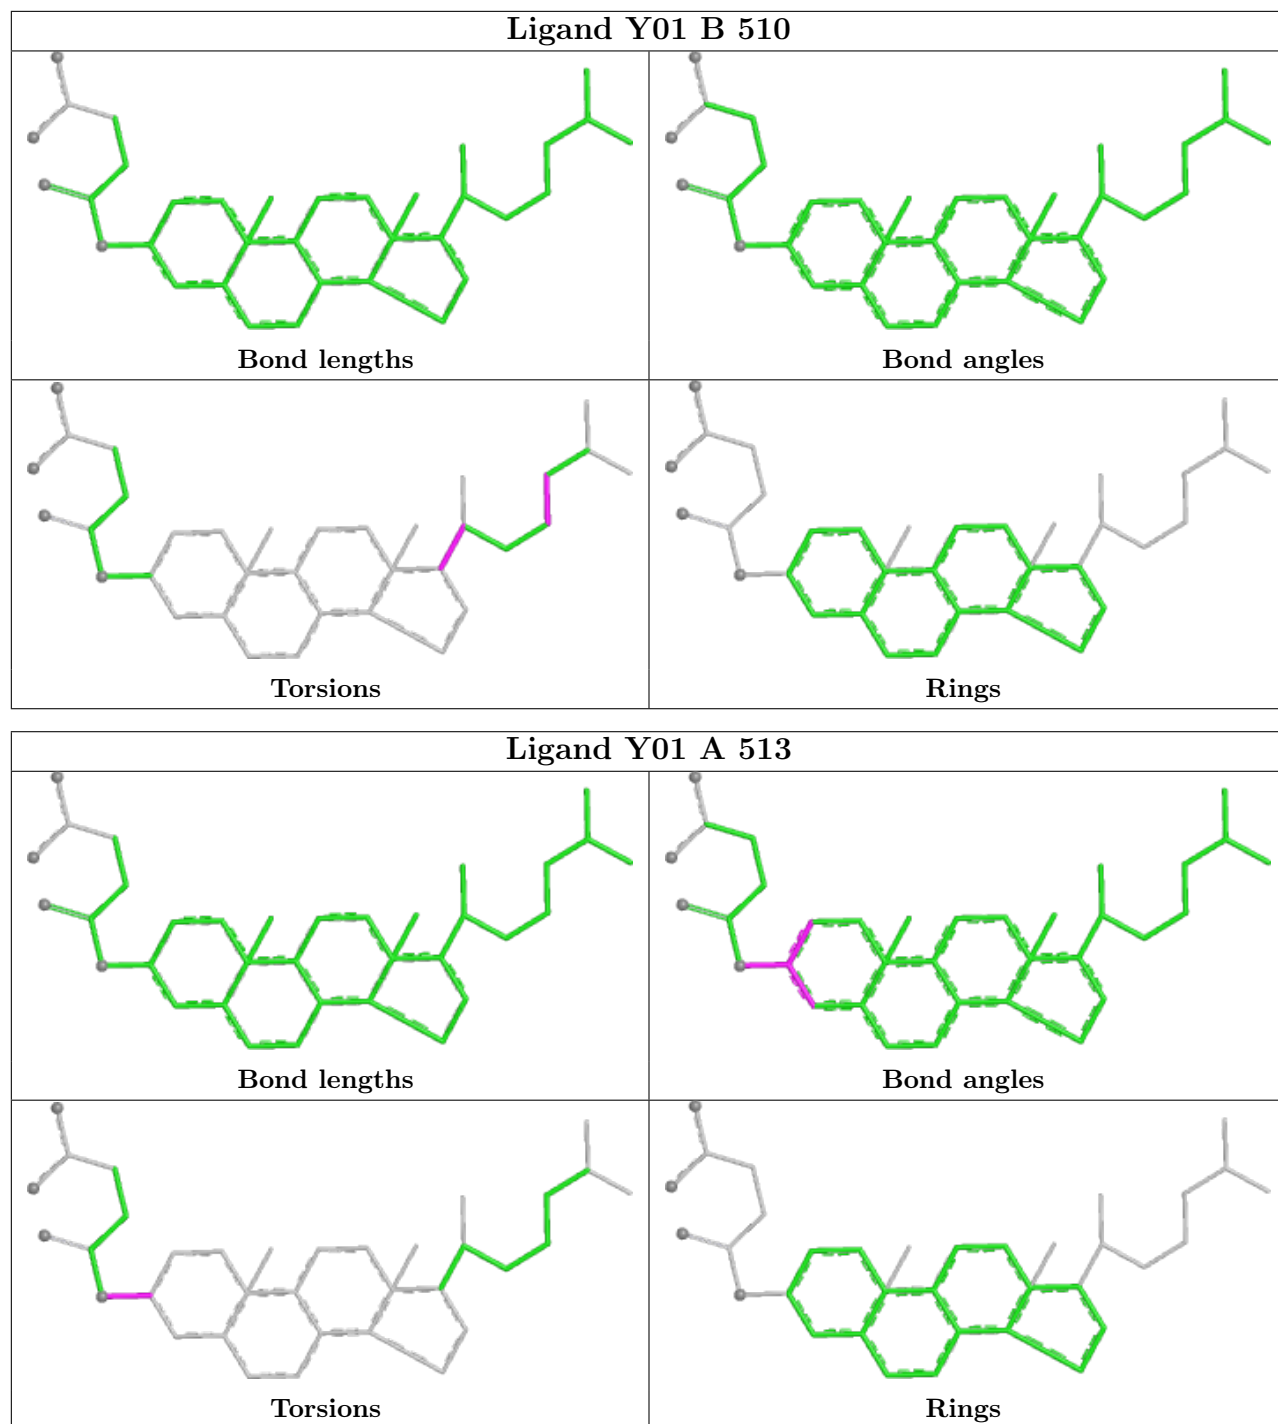 Ligand Y01 B 510
Bond lengths
Bond angles
Torsions
Rings
Ligand Y01 A 513
Bond lengths
Bond angles
Torsions
Rings